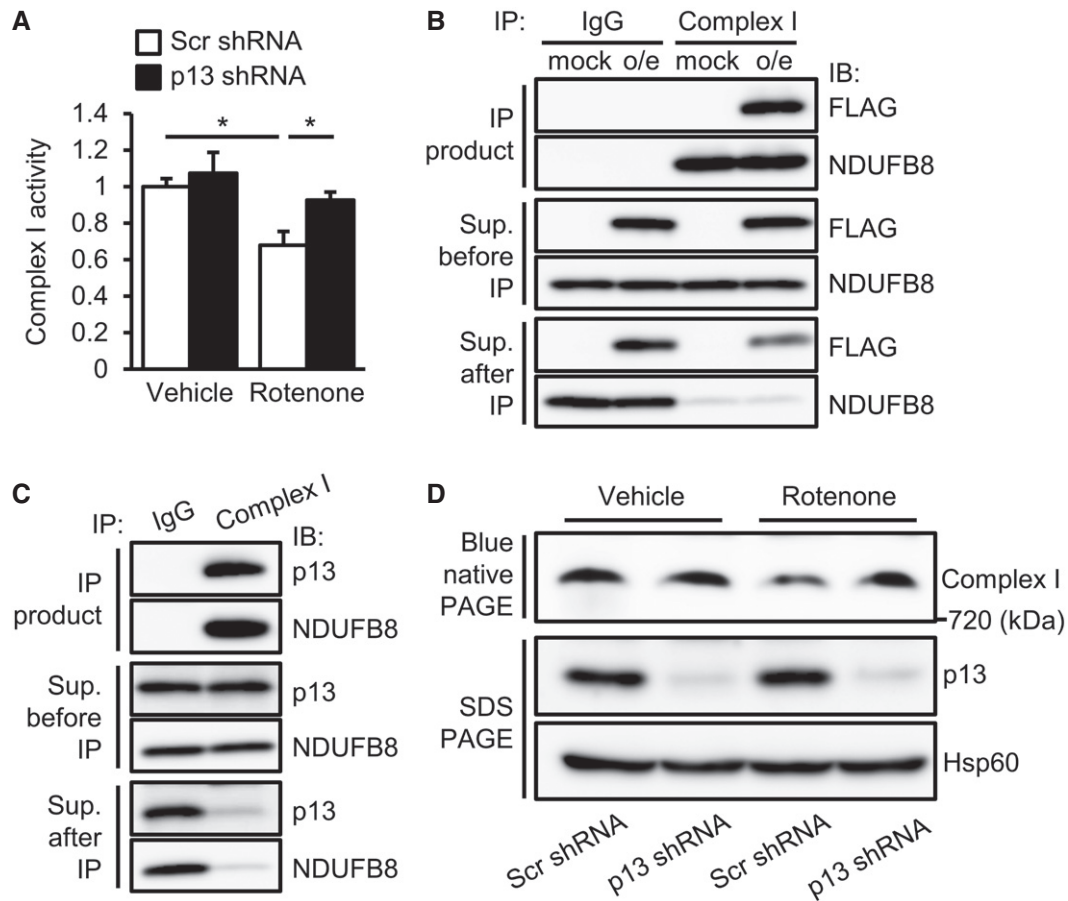 A
Scr shRNA
p13 shRNA
Complex I activity
1.4
1.2
1
0.8
0.6
0.4
0.2
0
*
*
Vehicle
Rotenone
B
IP:
IgG
Complex I
mock
o/e
mock
o/e
IB:
IP
product
FLAG
NDUFB8
Sup.
before
IP
FLAG
NDUFB8
Sup.
after
IP
FLAG
NDUFB8
C
IP:
IgG
Complex I
IB:
IP
product
p13
NDUFB8
Sup.
before
IP
p13
NDUFB8
Sup.
after
IP
p13
NDUFB8
D
Vehicle
Rotenone
Blue
native
PAGE
Complex I
720 (kDa)
SDS
PAGE
p13
Hsp60
Scr shRNA
p13 shRNA
Scr shRNA
p13 shRNA